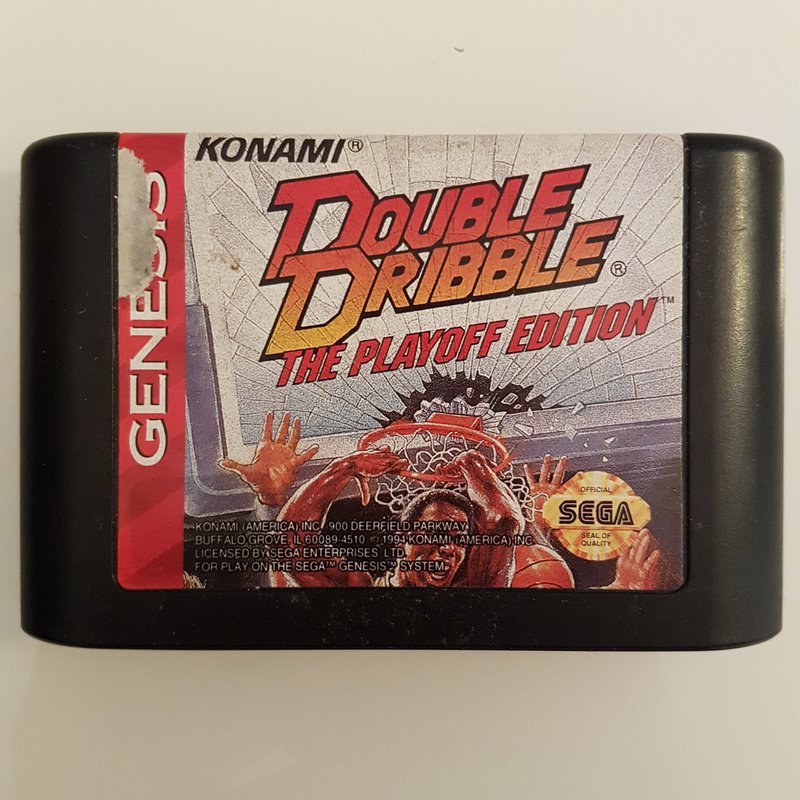 KONAMI®
DOUBLE
DRIBBLE®
THE PLAYOFF EDITION™
GENESIS
OFFICIAL
SEGA
SEAL OF
QUALITY
KONAMI (AMERICA) INC. 900 DEERFIELD PARKWAY
BUFFALO GROVE, IL 60089-4510 © 1994 KONAMI (AMERICA) INC.
LICENSED BY SEGA ENTERPRISES, LTD.
FOR PLAY ON THE SEGA™ GENESIS™ SYSTEM.